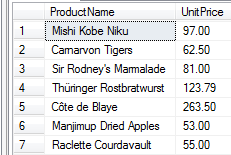 ProductName UnitPrice
1 Mishi Kobe Niku 97.00
2 Carnarvon Tigers 62.50
3 Sir Rodney's Marmalade 81.00
4 Thüringer Rostbratwurst 123.79
5 Côte de Blaye 263.50
6 Manjimup Dried Apples 53.00
7 Raclette Courdavault 55.00